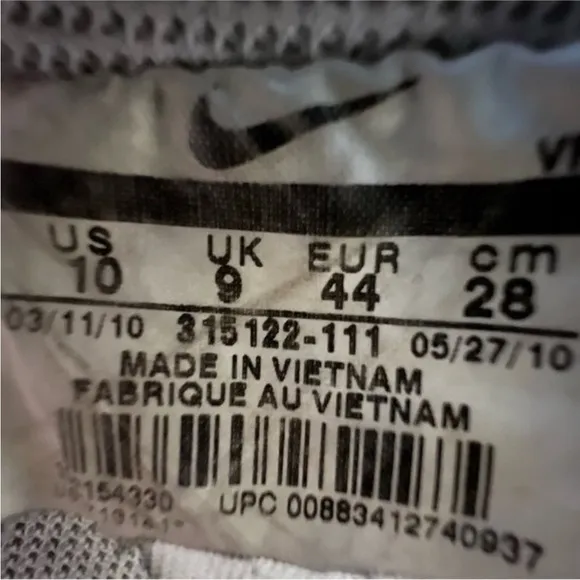 US UK EUR cm
10 9 44 28
03/11/10 315122-111 05/27/10
MADE IN VIETNAM
FABRIQUE AU VIETNAM
UPC 00883412740937